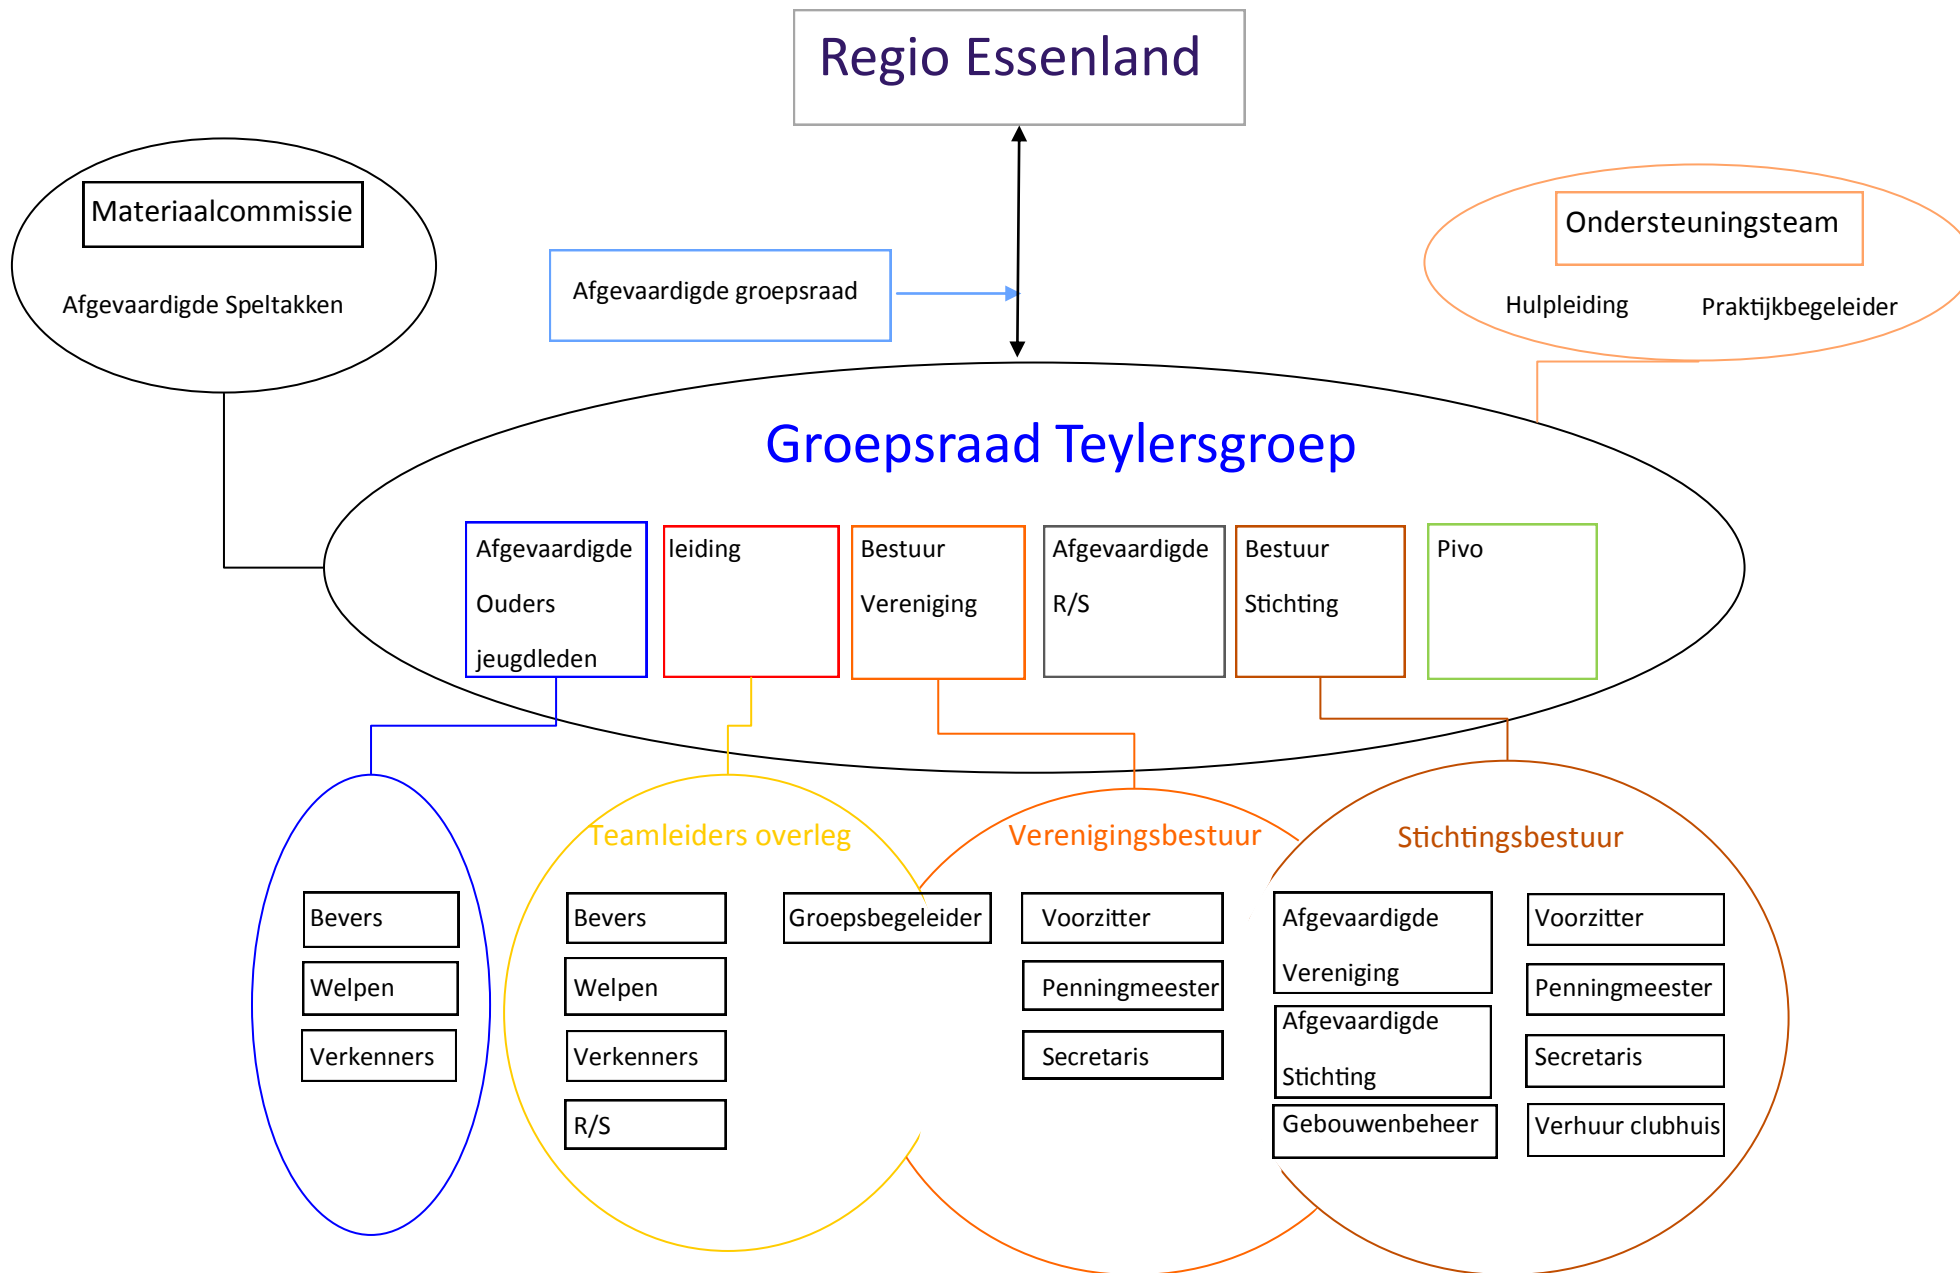 Regio Essenland
Materiaalcommissie
Afgevaardigde Speltakken
Afgevaardigde groepsraad
Ondersteuningsteam
Hulpleiding
Praktijkbegeleider
Groepsraad Teylersgroep
Afgevaardigde
Ouders
jeugdleden
leiding
Bestuur
Vereniging
Afgevaardigde
R/S
Bestuur
Stichting
Pivo
Bevers
Welpen
Verkenners
Teamleiders overleg
Bevers
Welpen
Verkenners
R/S
Groepsbegeleider
Verenigingsbestuur
Voorzitter
Penningmeester
Secretaris
Stichtingsbestuur
Afgevaardigde
Vereniging
Afgevaardigde
Stichting
Gebouwenbeheer
Voorzitter
Penningmeester
Secretaris
Verhuur clubhuis